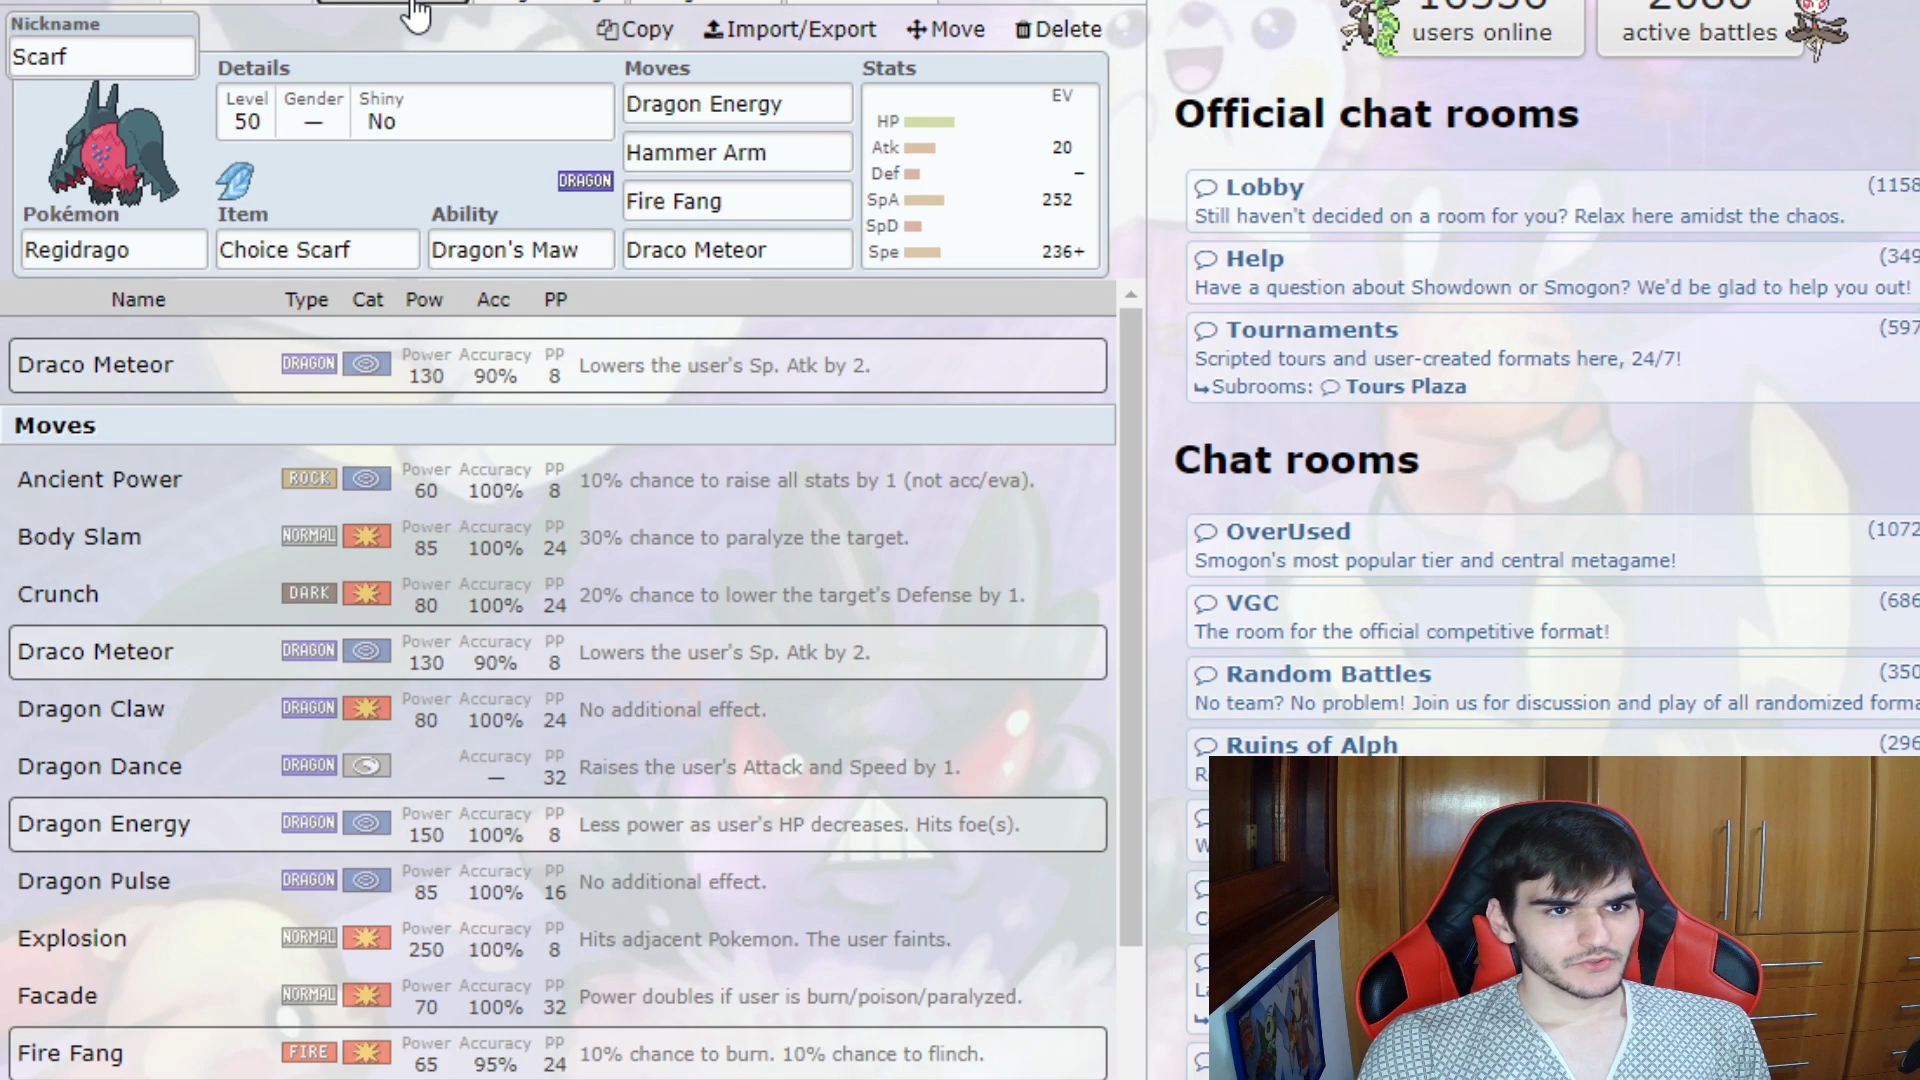 Nickname
Scarf
Copy Import/Export Move Delete
Details
Level Gender Shiny
50 — No
DRAGON
Pokémon Item Ability
Regidrago Choice Scarf Dragon's Maw
Moves
Dragon Energy
Hammer Arm
Fire Fang
Draco Meteor
Stats
EV
HP
Atk 20
Def –
SpA 252
SpD
Spe 236+
Name Type Cat Pow Acc PP
Draco Meteor DRAGON Power 130 Accuracy 90% PP 8 Lowers the user's Sp. Atk by 2.
Moves
Ancient Power ROCK Power 60 Accuracy 100% PP 8 10% chance to raise all stats by 1 (not acc/eva).
Body Slam NORMAL Power 85 Accuracy 100% PP 24 30% chance to paralyze the target.
Crunch DARK Power 80 Accuracy 100% PP 24 20% chance to lower the target's Defense by 1.
Draco Meteor DRAGON Power 130 Accuracy 90% PP 8 Lowers the user's Sp. Atk by 2.
Dragon Claw DRAGON Power 80 Accuracy 100% PP 24 No additional effect.
Dragon Dance DRAGON Accuracy — PP 32 Raises the user's Attack and Speed by 1.
Dragon Energy DRAGON Power 150 Accuracy 100% PP 8 Less power as user's HP decreases. Hits foe(s).
Dragon Pulse DRAGON Power 85 Accuracy 100% PP 16 No additional effect.
Explosion NORMAL Power 250 Accuracy 100% PP 8 Hits adjacent Pokemon. The user faints.
Facade NORMAL Power 70 Accuracy 100% PP 32 Power doubles if user is burn/poison/paralyzed.
Fire Fang FIRE Power 65 Accuracy 95% PP 24 10% chance to burn. 10% chance to flinch.
users online
active battles
Official chat rooms
Lobby (1158
Still haven't decided on a room for you? Relax here amidst the chaos.
Help (349
Have a question about Showdown or Smogon? We'd be glad to help you out!
Tournaments (597
Scripted tours and user-created formats here, 24/7!
↳Subrooms: Tours Plaza
Chat rooms
OverUsed (1072
Smogon's most popular tier and central metagame!
VGC (686
The room for the official competitive format!
Random Battles (350
No team? No problem! Join us for discussion and play of all randomized forma
Ruins of Alph (296